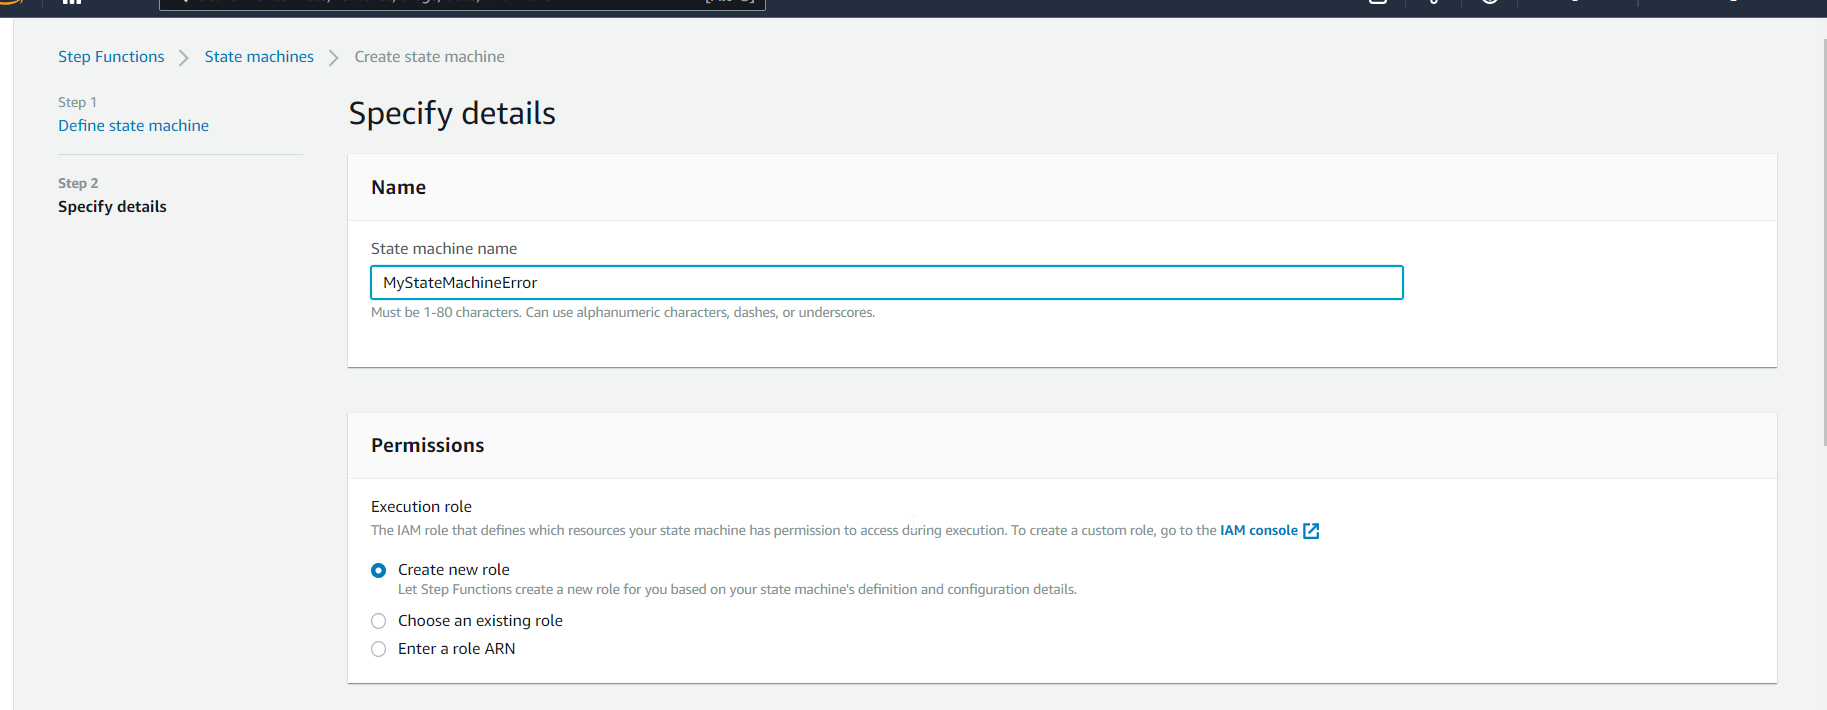 Step Functions
State machines
Create state machine
Step 1
Define state machine
Step 2
Specify details
Specify details
Name
State machine name
MyStateMachineError
Must be 1-80 characters. Can use alphanumeric characters, dashes, or underscores.
Permissions
Execution role
The IAM role that defines which resources your state machine has permission to access during execution. To create a custom role, go to the IAM console
Create new role
Let Step Functions create a new role for you based on your state machine's definition and configuration details.
Choose an existing role
Enter a role ARN